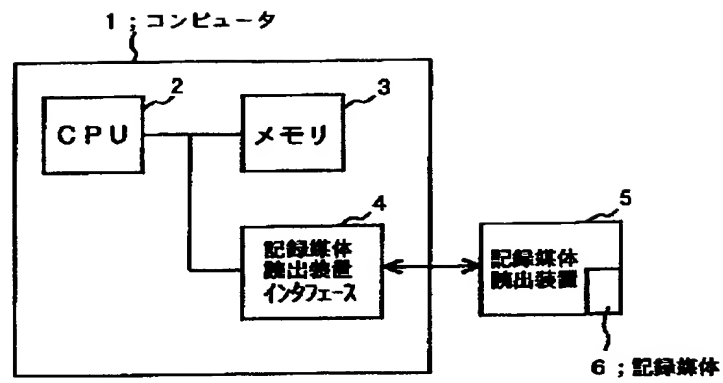 1;コンピュータ
2
3
CPU
メモリ
4
5
記録媒体
読出装置
インタフェース
記録媒体
読出装置
6;記録媒体